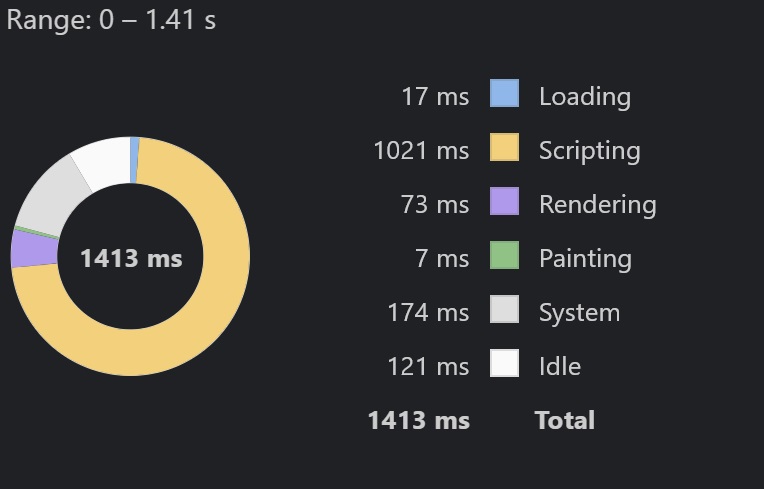 Range: 0 – 1.41 s
17 ms Loading
1021 ms Scripting
73 ms Rendering
1413 ms
7 ms Painting
174 ms System
121 ms Idle
1413 ms Total